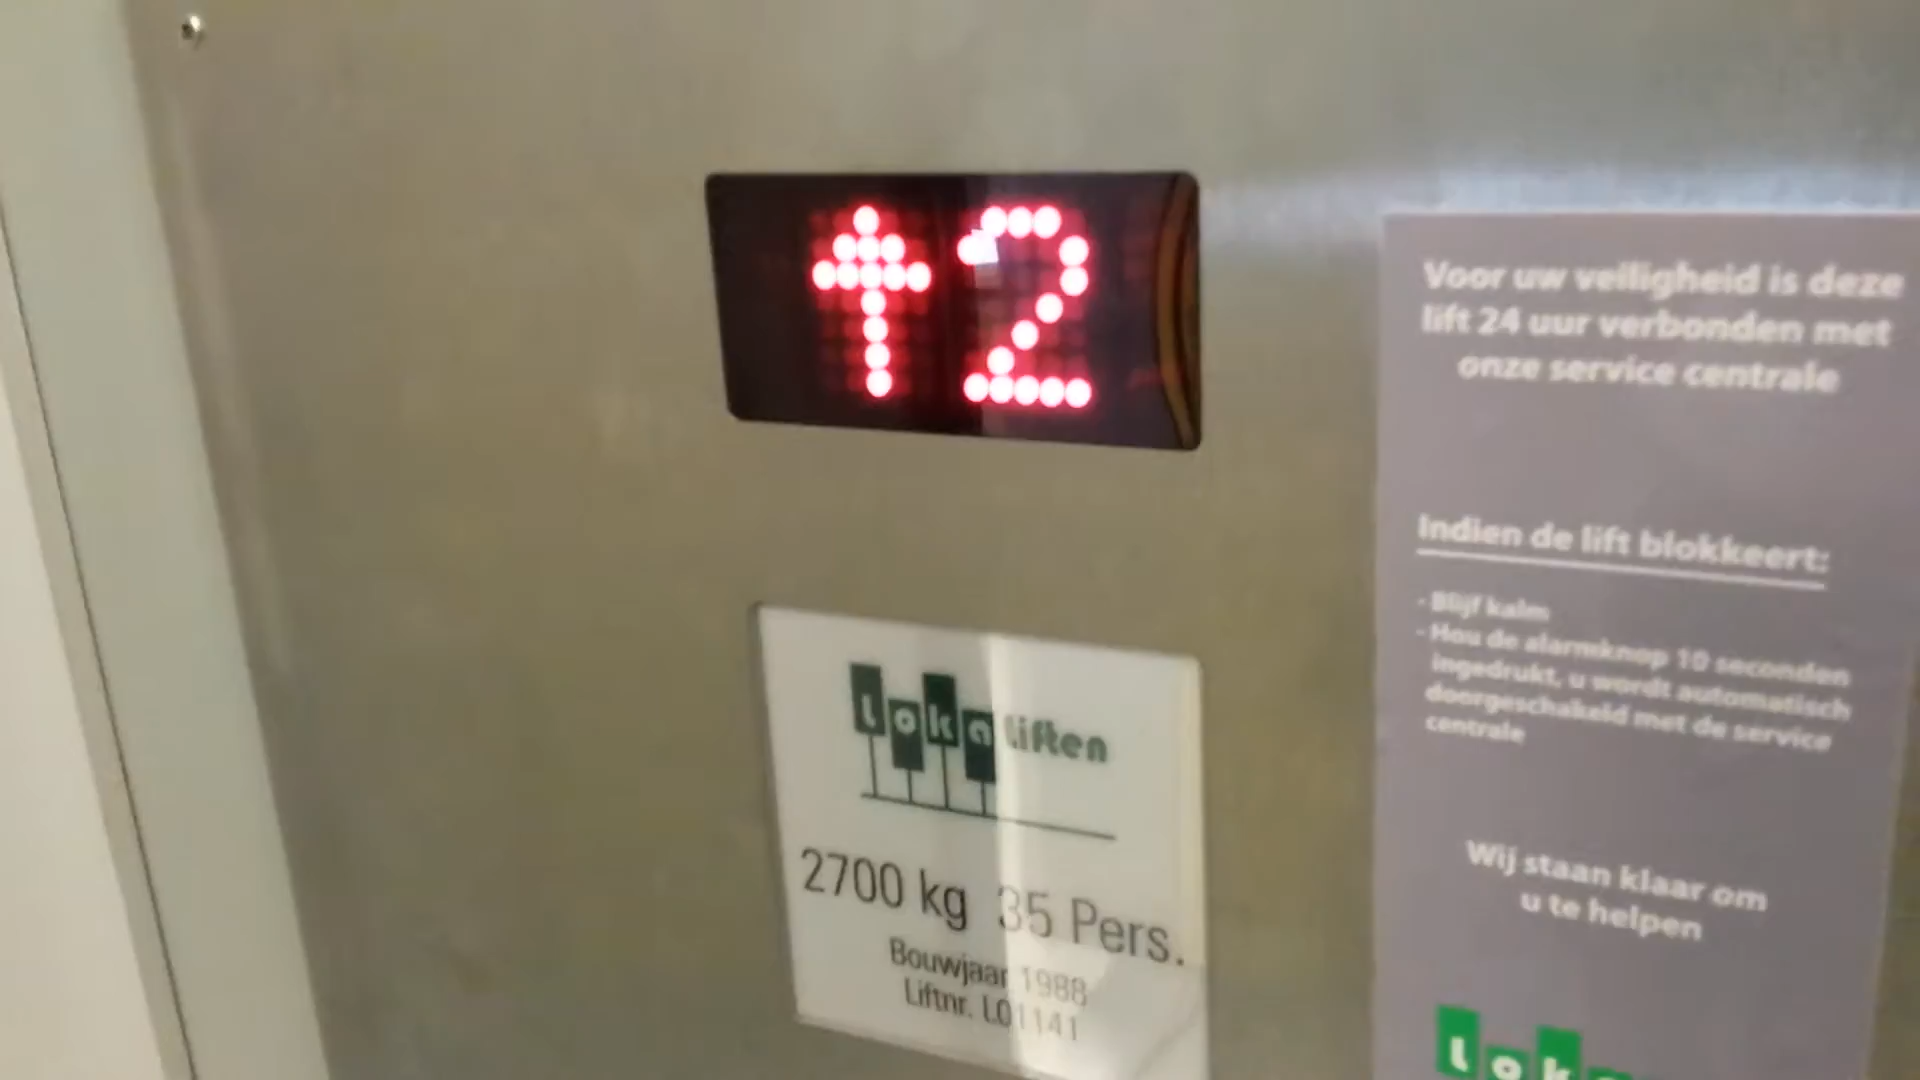 ↑2
Voor uw veiligheid is deze
lift 24 uur verbonden met
onze service centrale
Indien de lift blokkeert:
- Blijf kalm
- Hou de alarmknop 10 seconden
ingedrukt, u wordt automatisch
doorgeschakeld met de service
centrale
Wij staan klaar om
u te helpen
loka liften
2700 kg 35 Pers.
Bouwjaar 1988
Liftnr. L01141